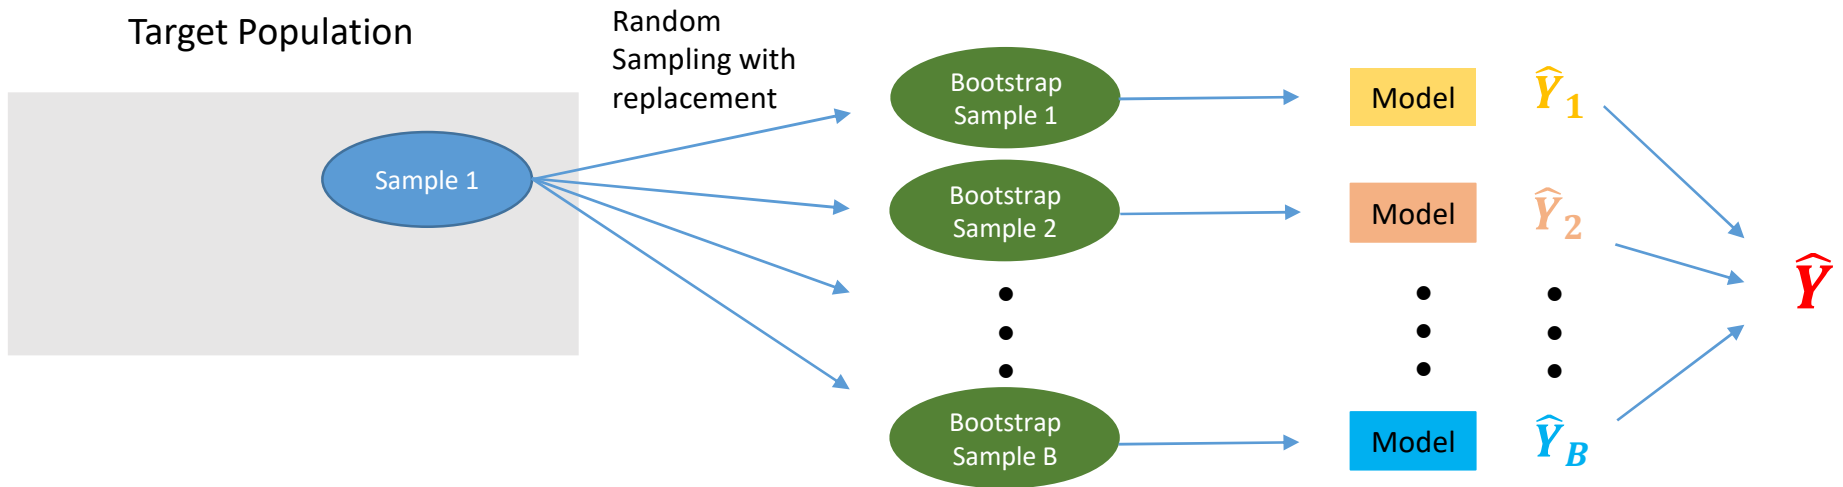 Target Population
Random
Sampling with
replacement
Sample 1
Bootstrap
Sample 1
Model
Ŷ₁
Bootstrap
Sample 2
Model
Ŷ₂
Ŷ
Bootstrap
Sample B
Model
Ŷ_B